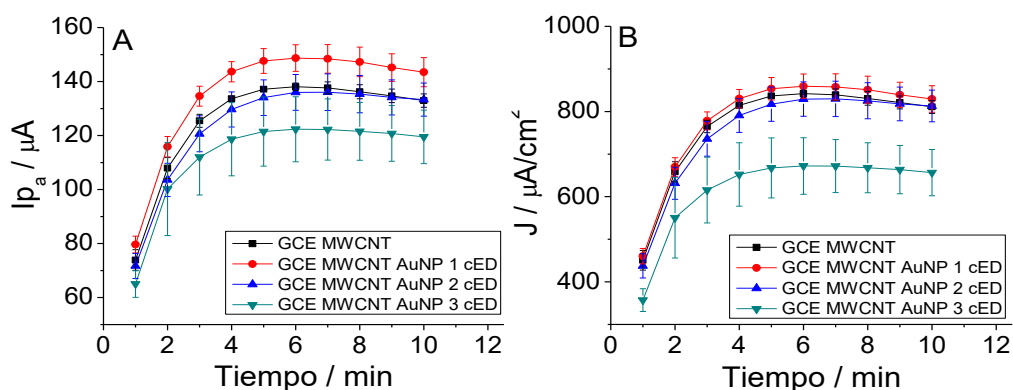 A
Ip_a / μA
160
140
120
100
80
60
0 2 4 6 8 10 12
Tiempo / min
GCE MWCNT
GCE MWCNT AuNP 1 cED
GCE MWCNT AuNP 2 cED
GCE MWCNT AuNP 3 cED
B
J / μA/cm²
1000
800
600
400
0 2 4 6 8 10 12
Tiempo / min
GCE MWCNT
GCE MWCNT AuNP 1 cED
GCE MWCNT AuNP 2 cED
GCE MWCNT AuNP 3 cED